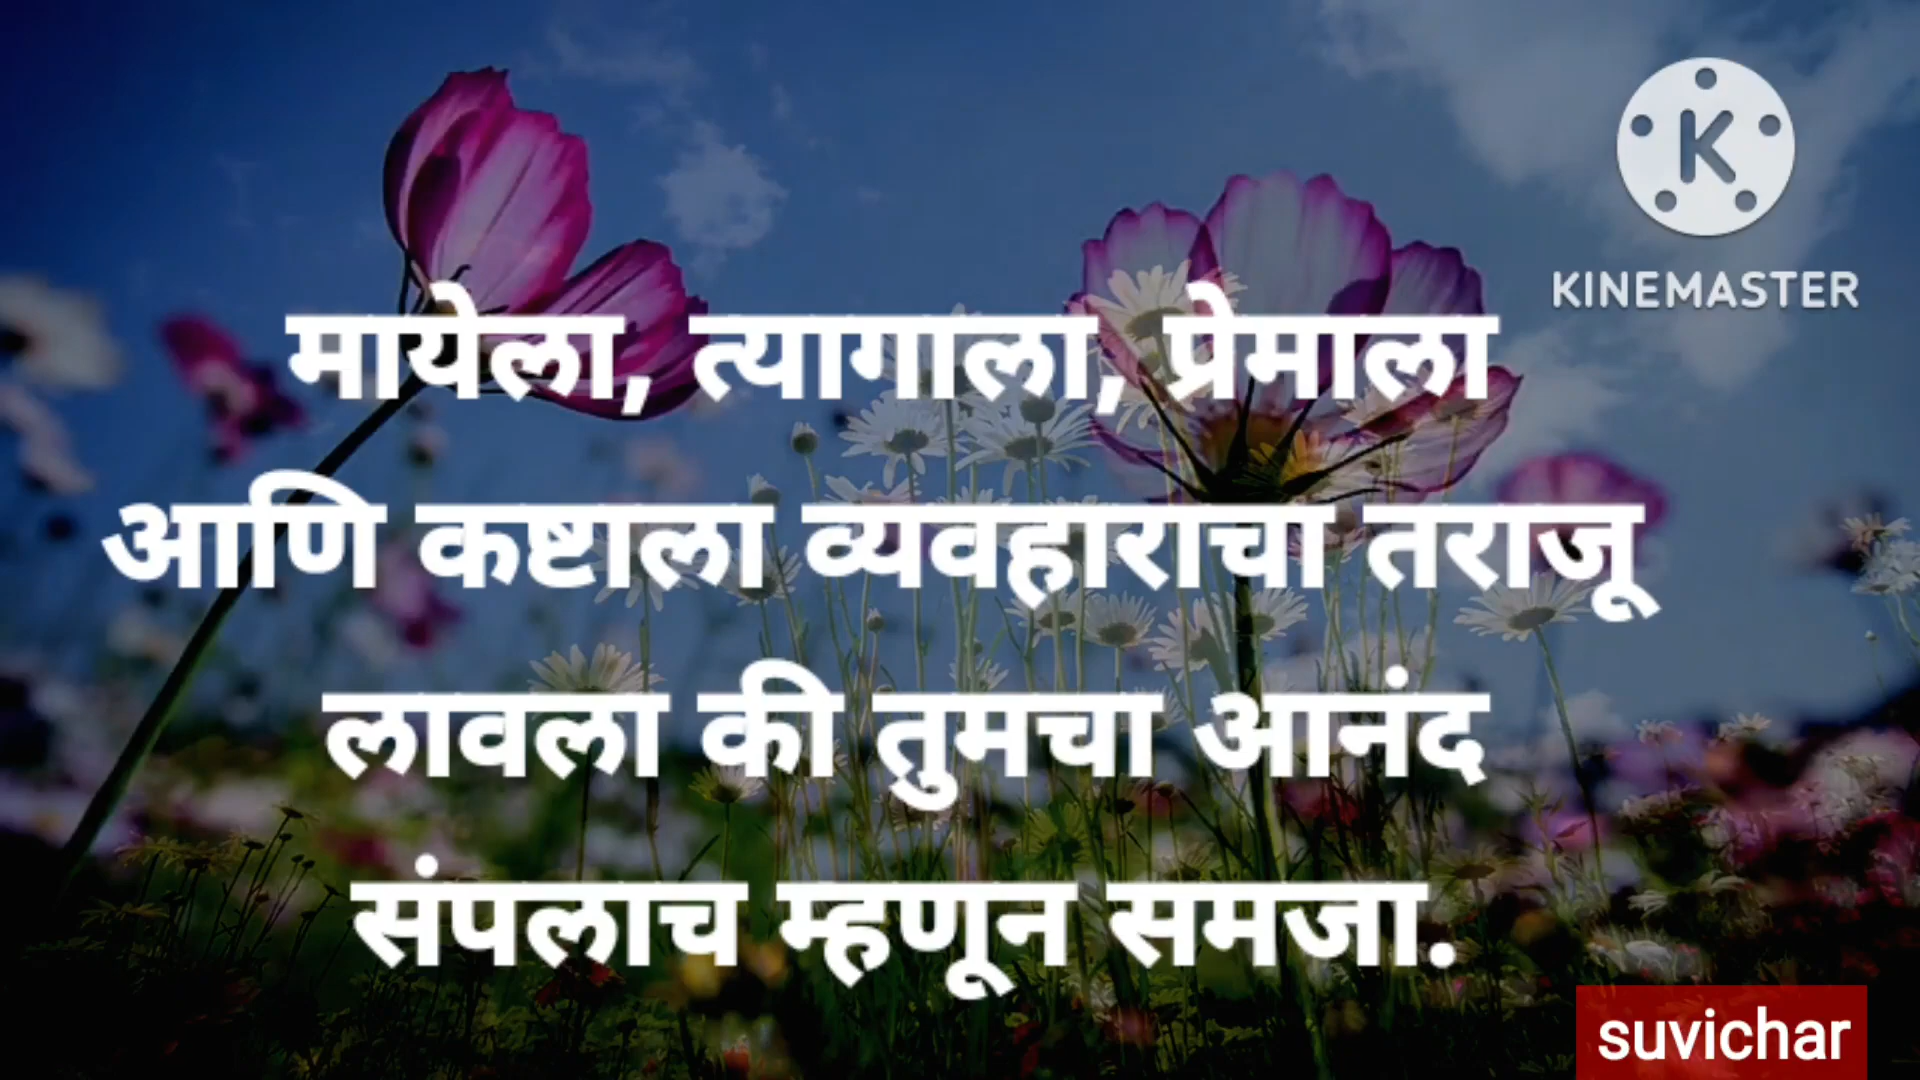 KINEMASTER
मायेला, त्यागाला, प्रेमाला
आणि कष्टाला व्यवहाराचा तराजू
लावला की तुमचा आनंद
संपलाच म्हणून समजा.
suvichar